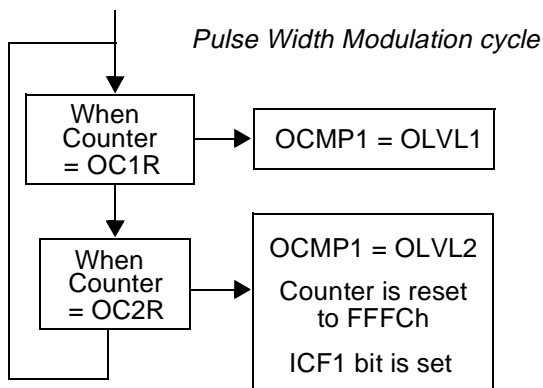 Pulse Width Modulation cycle
When
Counter
= OC1R
OCMP1 = OLVL1
When
Counter
= OC2R
OCMP1 = OLVL2
Counter is reset
to FFFCh
ICF1 bit is set